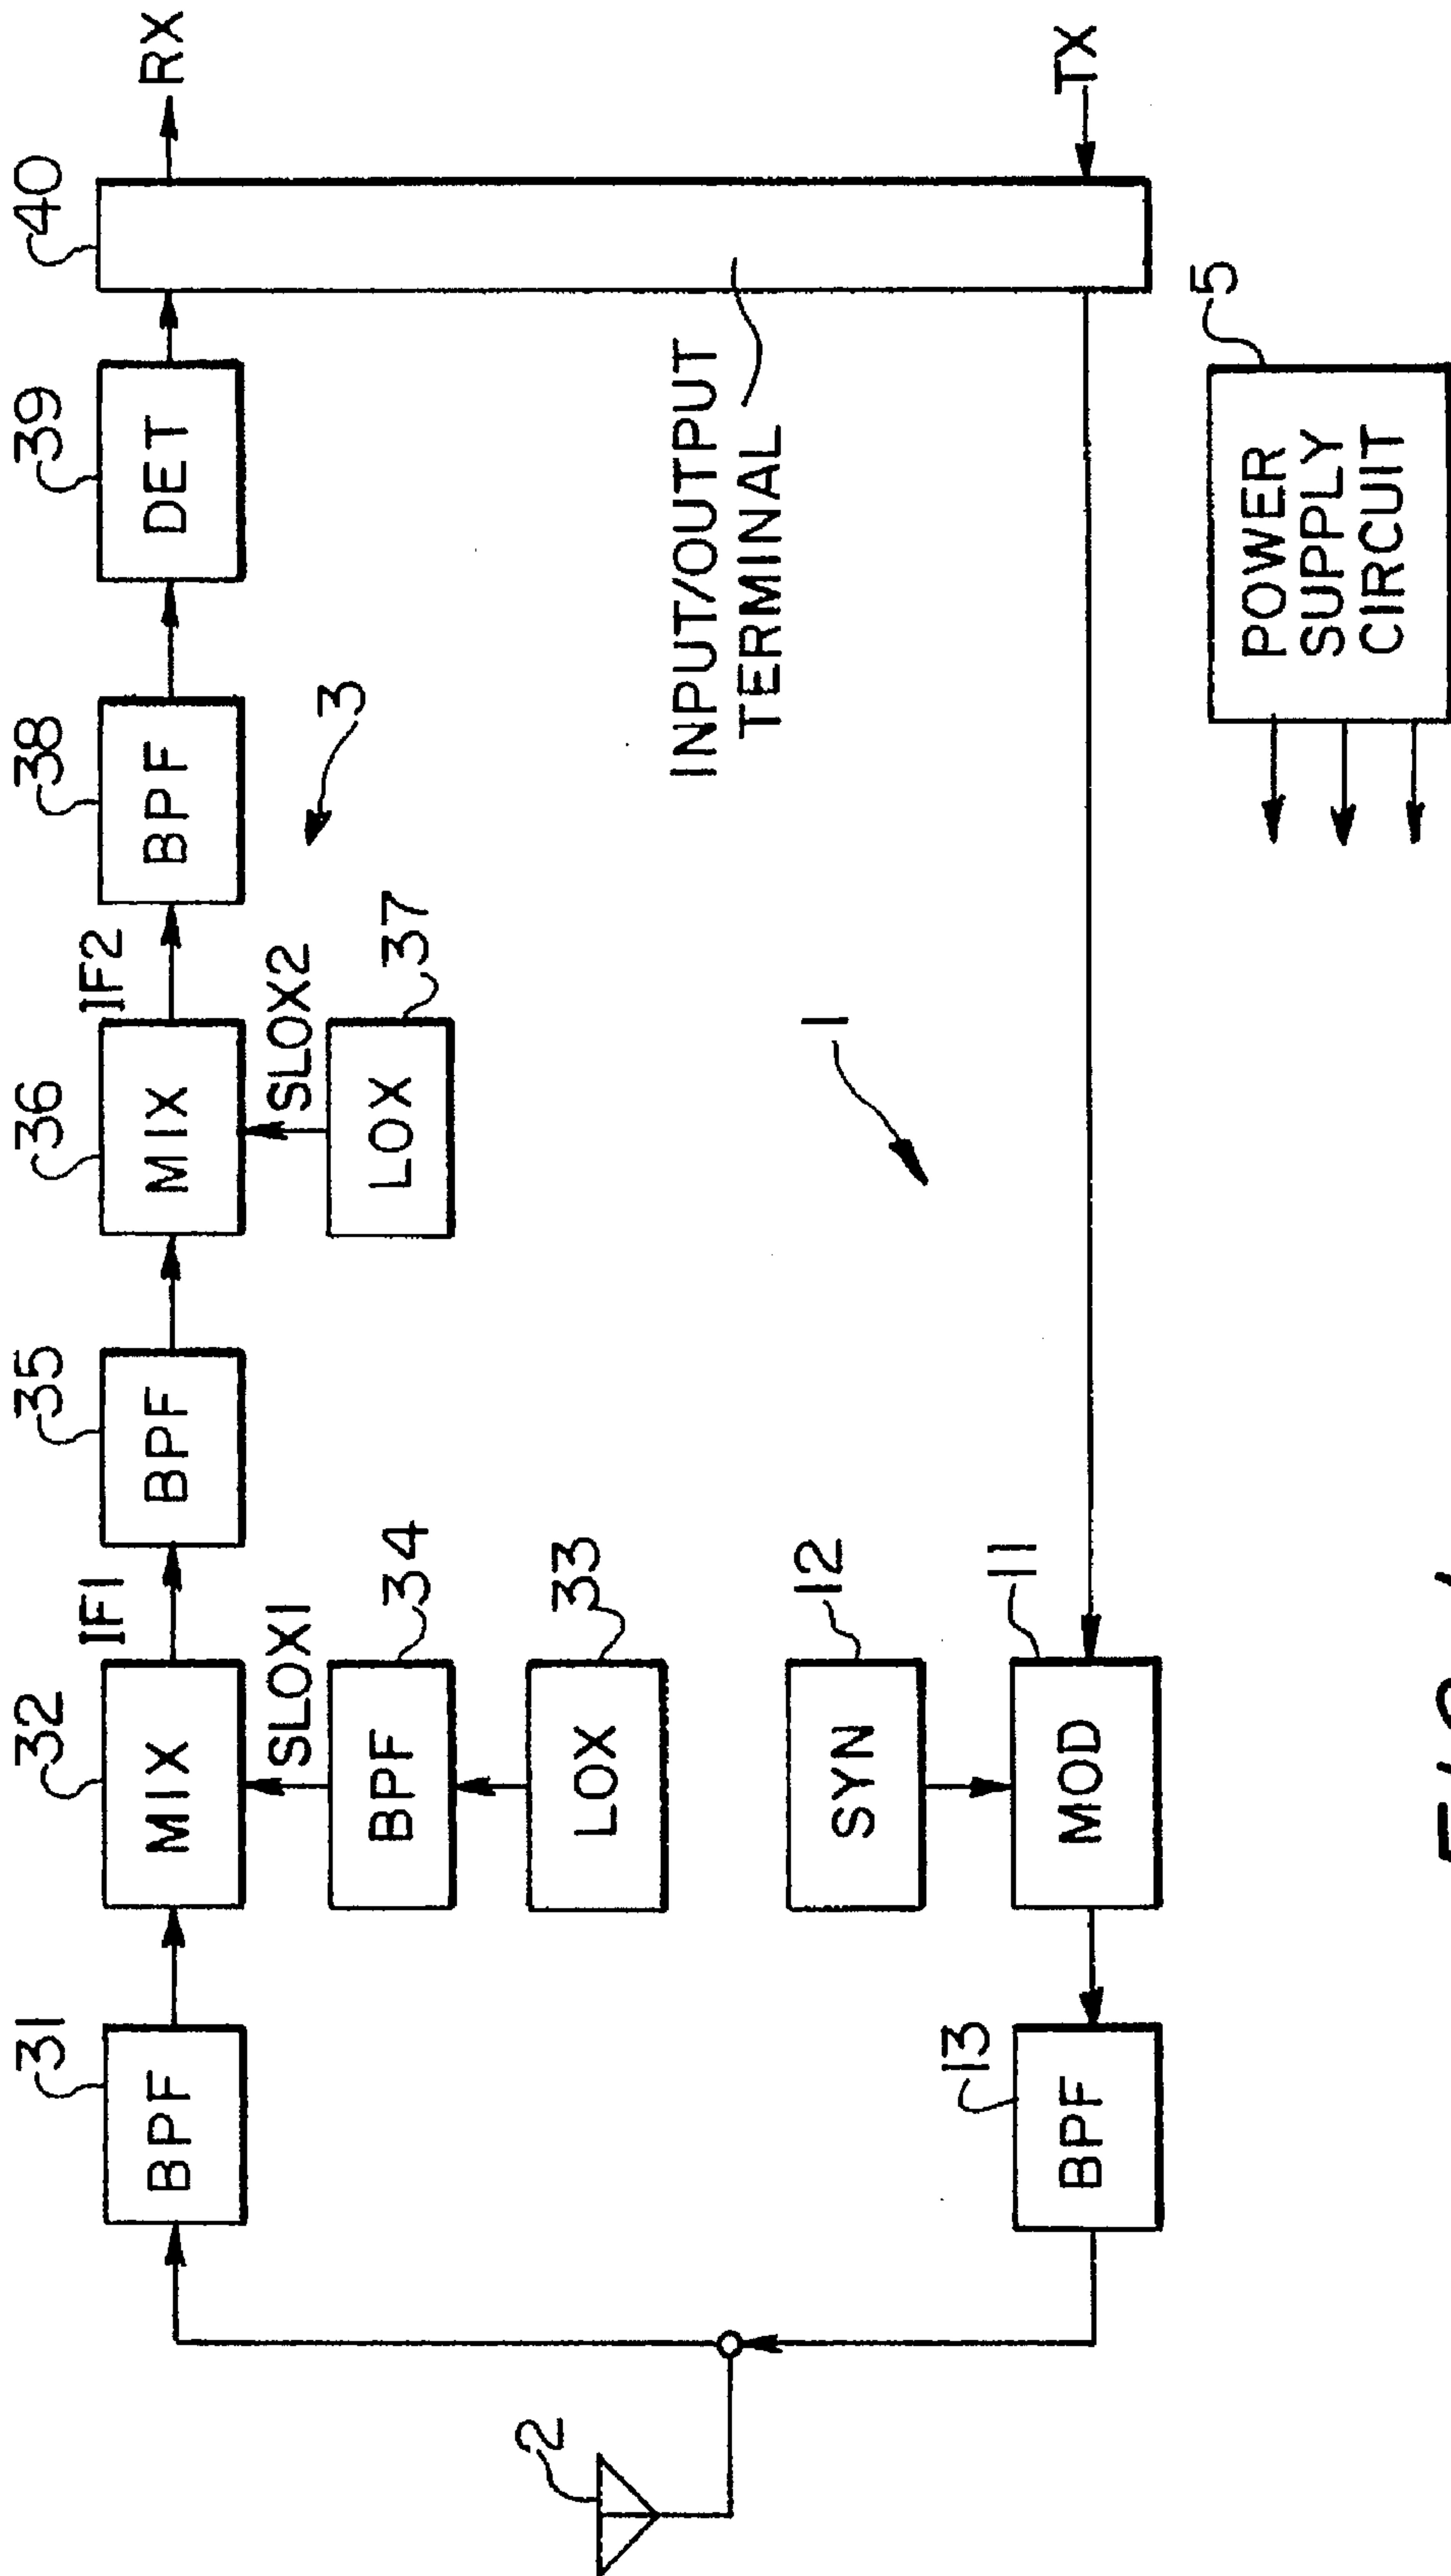 31
BPF
32
MIX
IF1
35
BPF
36
MIX
IF2
38
BPF
39
DET
40
RX
SLOX1
34
BPF
33
LOX
SLOX2
37
LOX
3
INPUT/OUTPUT
TERMINAL
2
1
12
SYN
11
MOD
13
BPF
TX
5
POWER
SUPPLY
CIRCUIT